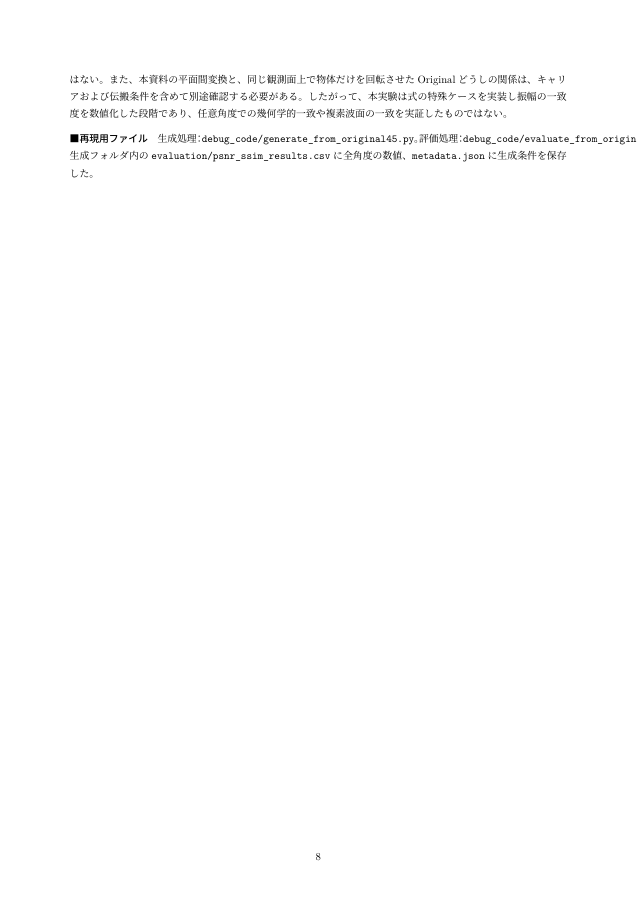 はない。また、本資料の平面間変換と、同じ観測面上で物体だけを回転させた Original どうしの関係は、キャリ
アおよび伝搬条件を含めて別途確認する必要がある。したがって、本実験は式の特殊ケースを実装し振幅の一致
度を数値化した段階であり、任意角度での幾何学的一致や複素波面の一致を実証したものではない。
■再現用ファイル 生成処理：debug_code/generate_from_original45.py。評価処理：debug_code/evaluate_from_origin
生成フォルダ内の evaluation/psnr_ssim_results.csv に全角度の数値、metadata.json に生成条件を保存
した。
8